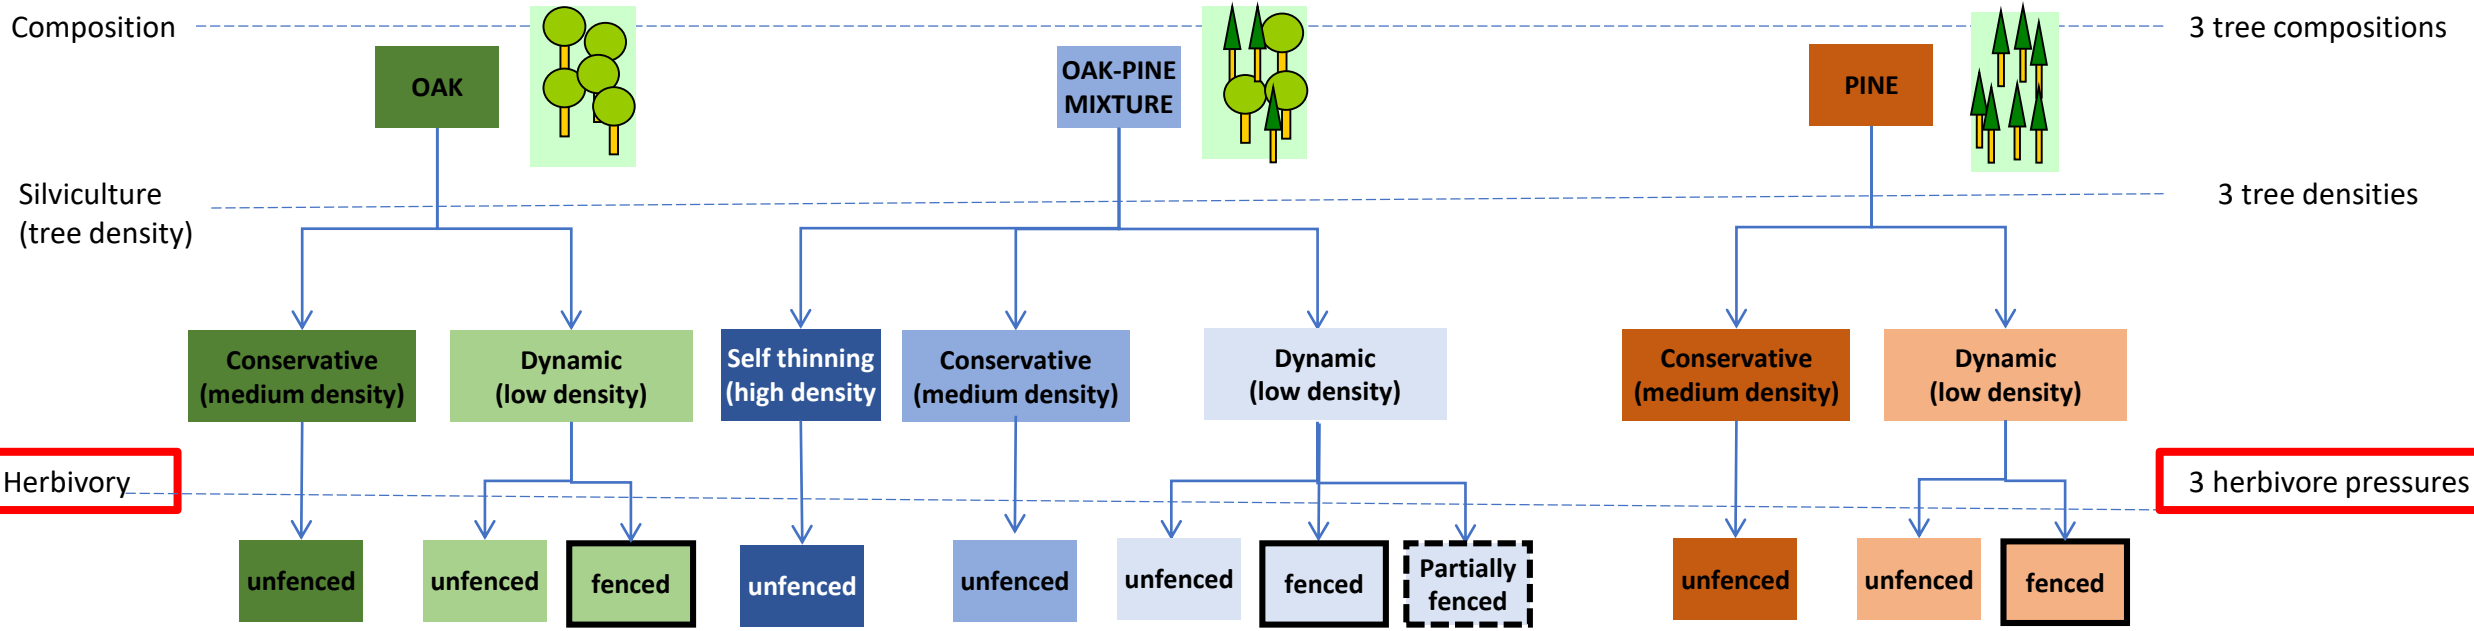 Composition
3 tree compositions
OAK
OAK-PINE
MIXTURE
PINE
Silviculture
(tree density)
3 tree densities
Conservative
(medium density)
Dynamic
(low density)
Self thinning
(high density
Conservative
(medium density)
Dynamic
(low density)
Conservative
(medium density)
Dynamic
(low density)
Herbivory
3 herbivore pressures
unfenced
unfenced
fenced
unfenced
unfenced
unfenced
fenced
Partially
fenced
unfenced
unfenced
fenced